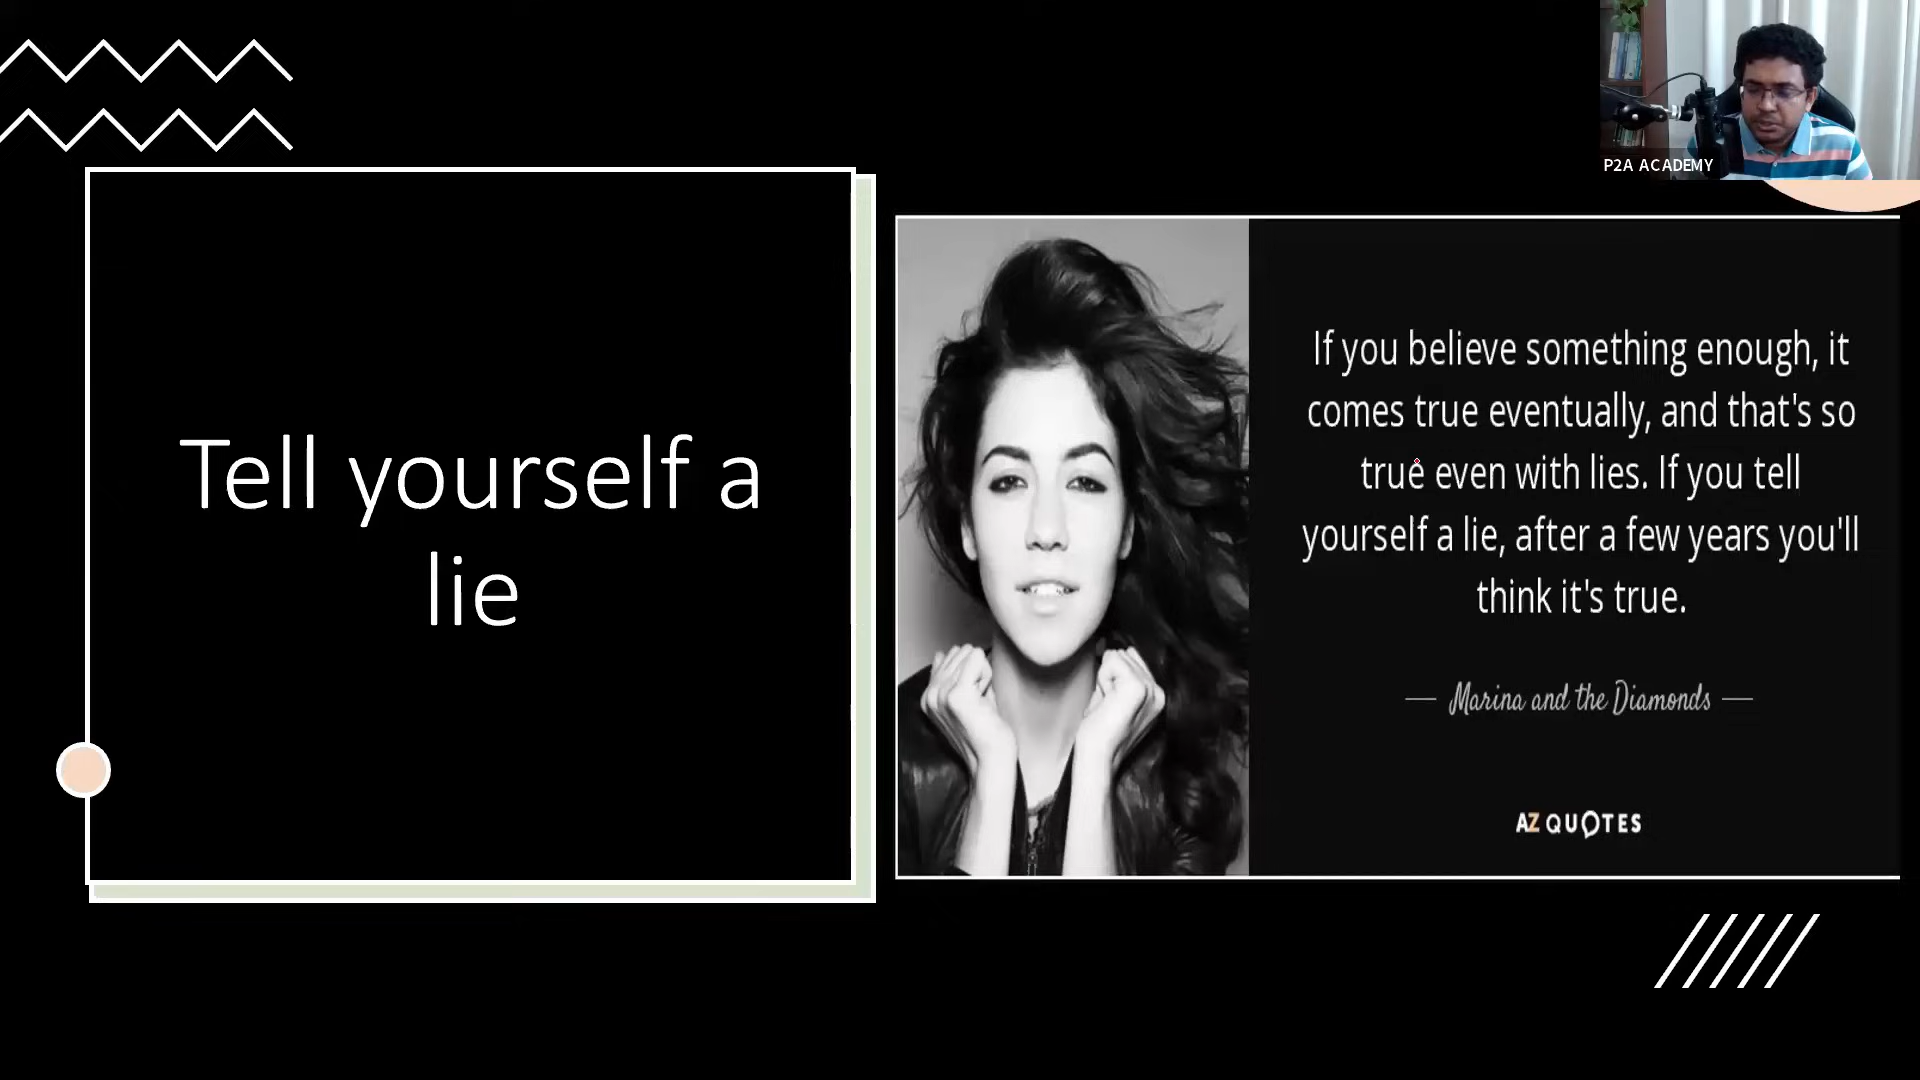 P2A ACADEMY
Tell yourself a
lie
If you believe something enough, it
comes true eventually, and that's so
true even with lies. If you tell
yourself a lie, after a few years you'll
think it's true.
Marina and the Diamonds
AZ QUOTES